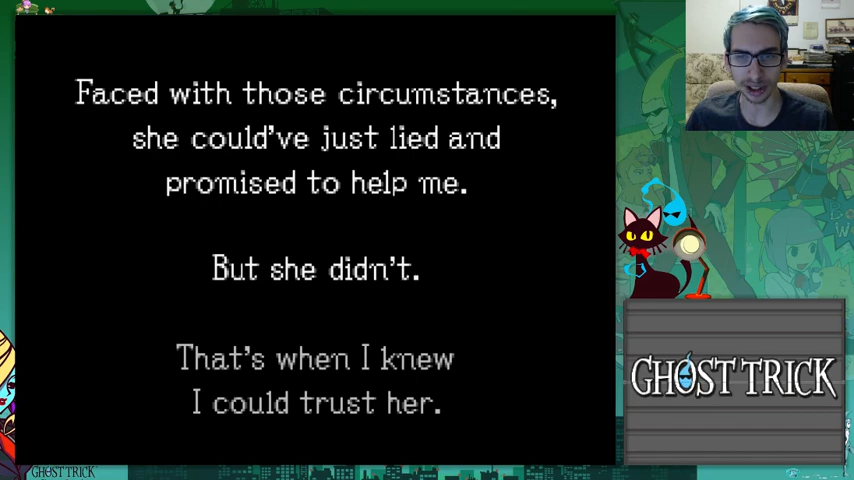 Faced with those circumstances,
she could've just lied and
promised to help me.
But she didn't.
That's when I knew
I could trust her.
GHOST TRICK
GHOST TRICK